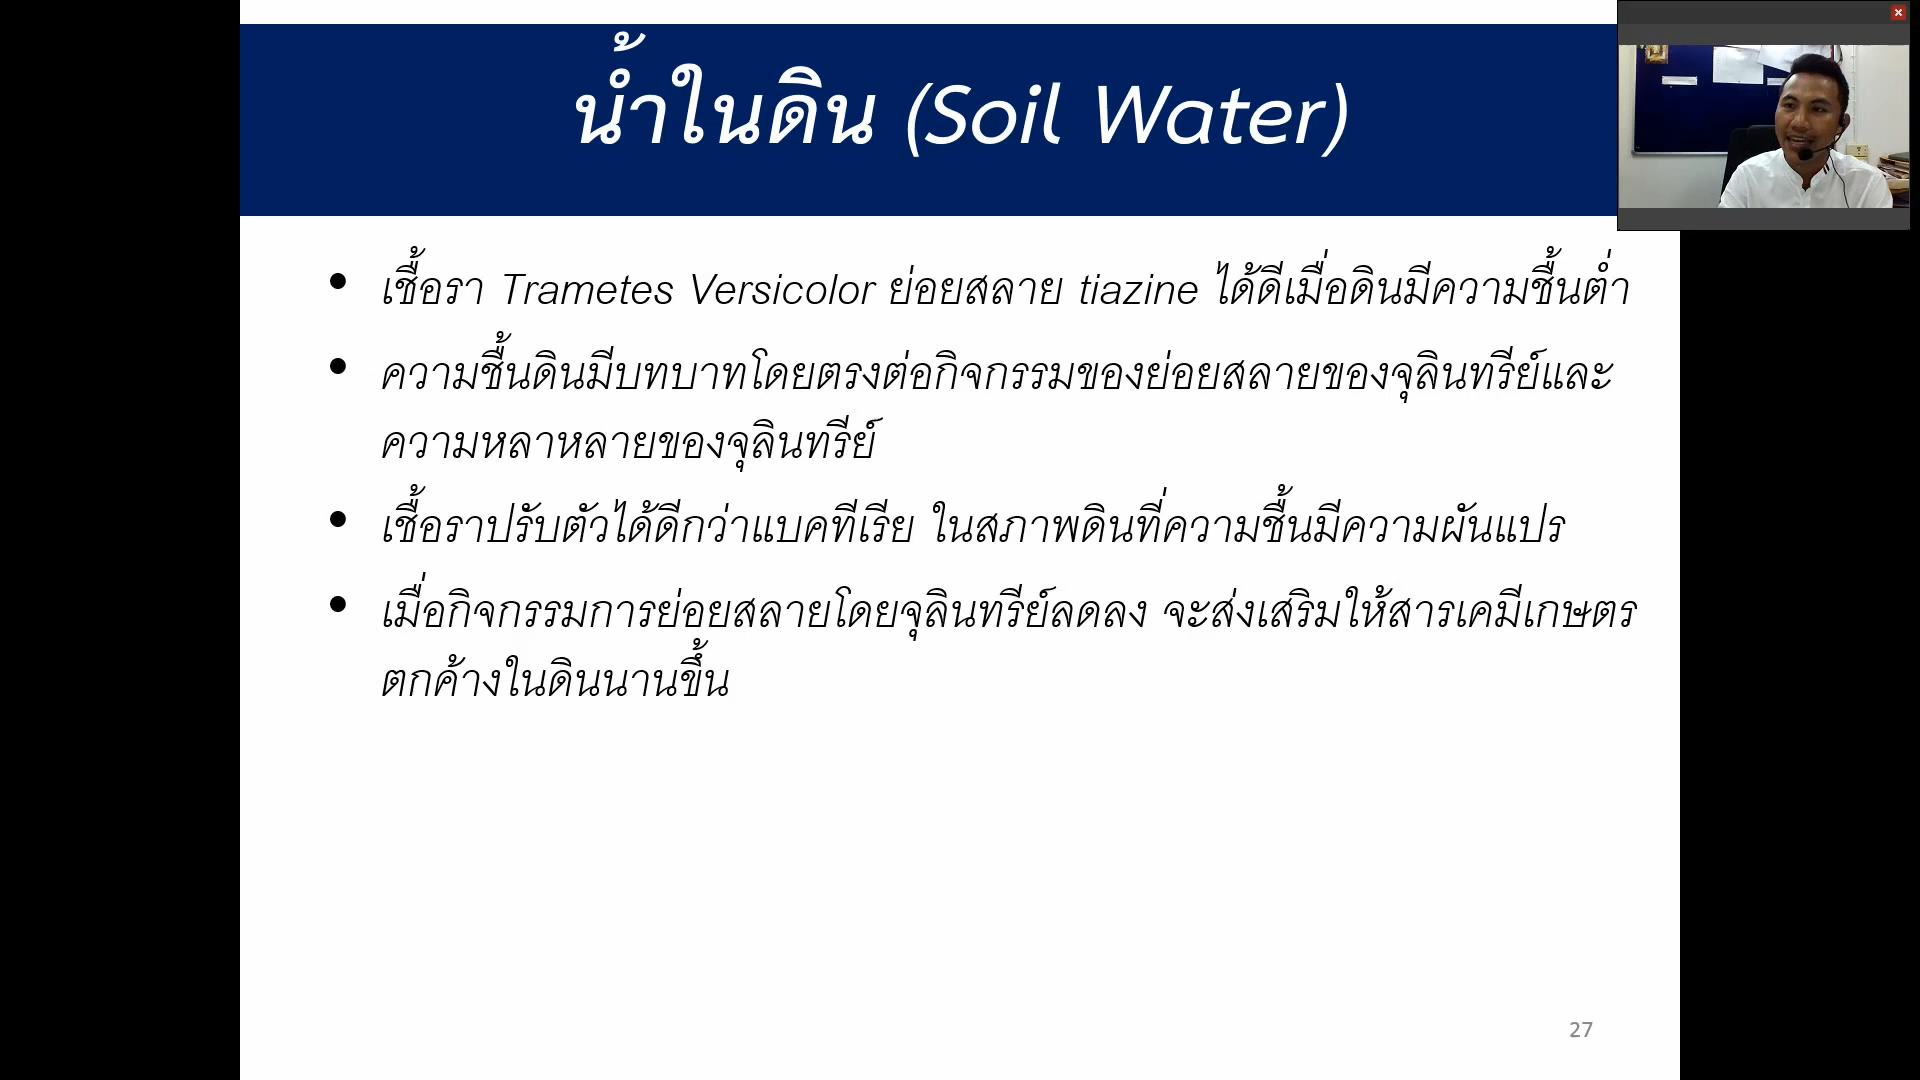 น้ำในดิน (Soil Water)
• เชื้อรา Trametes Versicolor ย่อยสลาย tiazine ได้ดีเมื่อดินมีความชื้นต่ำ
• ความชื้นดินมีบทบาทโดยตรงต่อกิจกรรมของย่อยสลายของจุลินทรีย์และ
ความหลาหลายของจุลินทรีย์
• เชื้อราปรับตัวได้ดีกว่าแบคทีเรีย ในสภาพดินที่ความชื้นมีความผันแปร
• เมื่อกิจกรรมการย่อยสลายโดยจุลินทรีย์ลดลง จะส่งเสริมให้สารเคมีเกษตร
ตกค้างในดินนานขึ้น
27